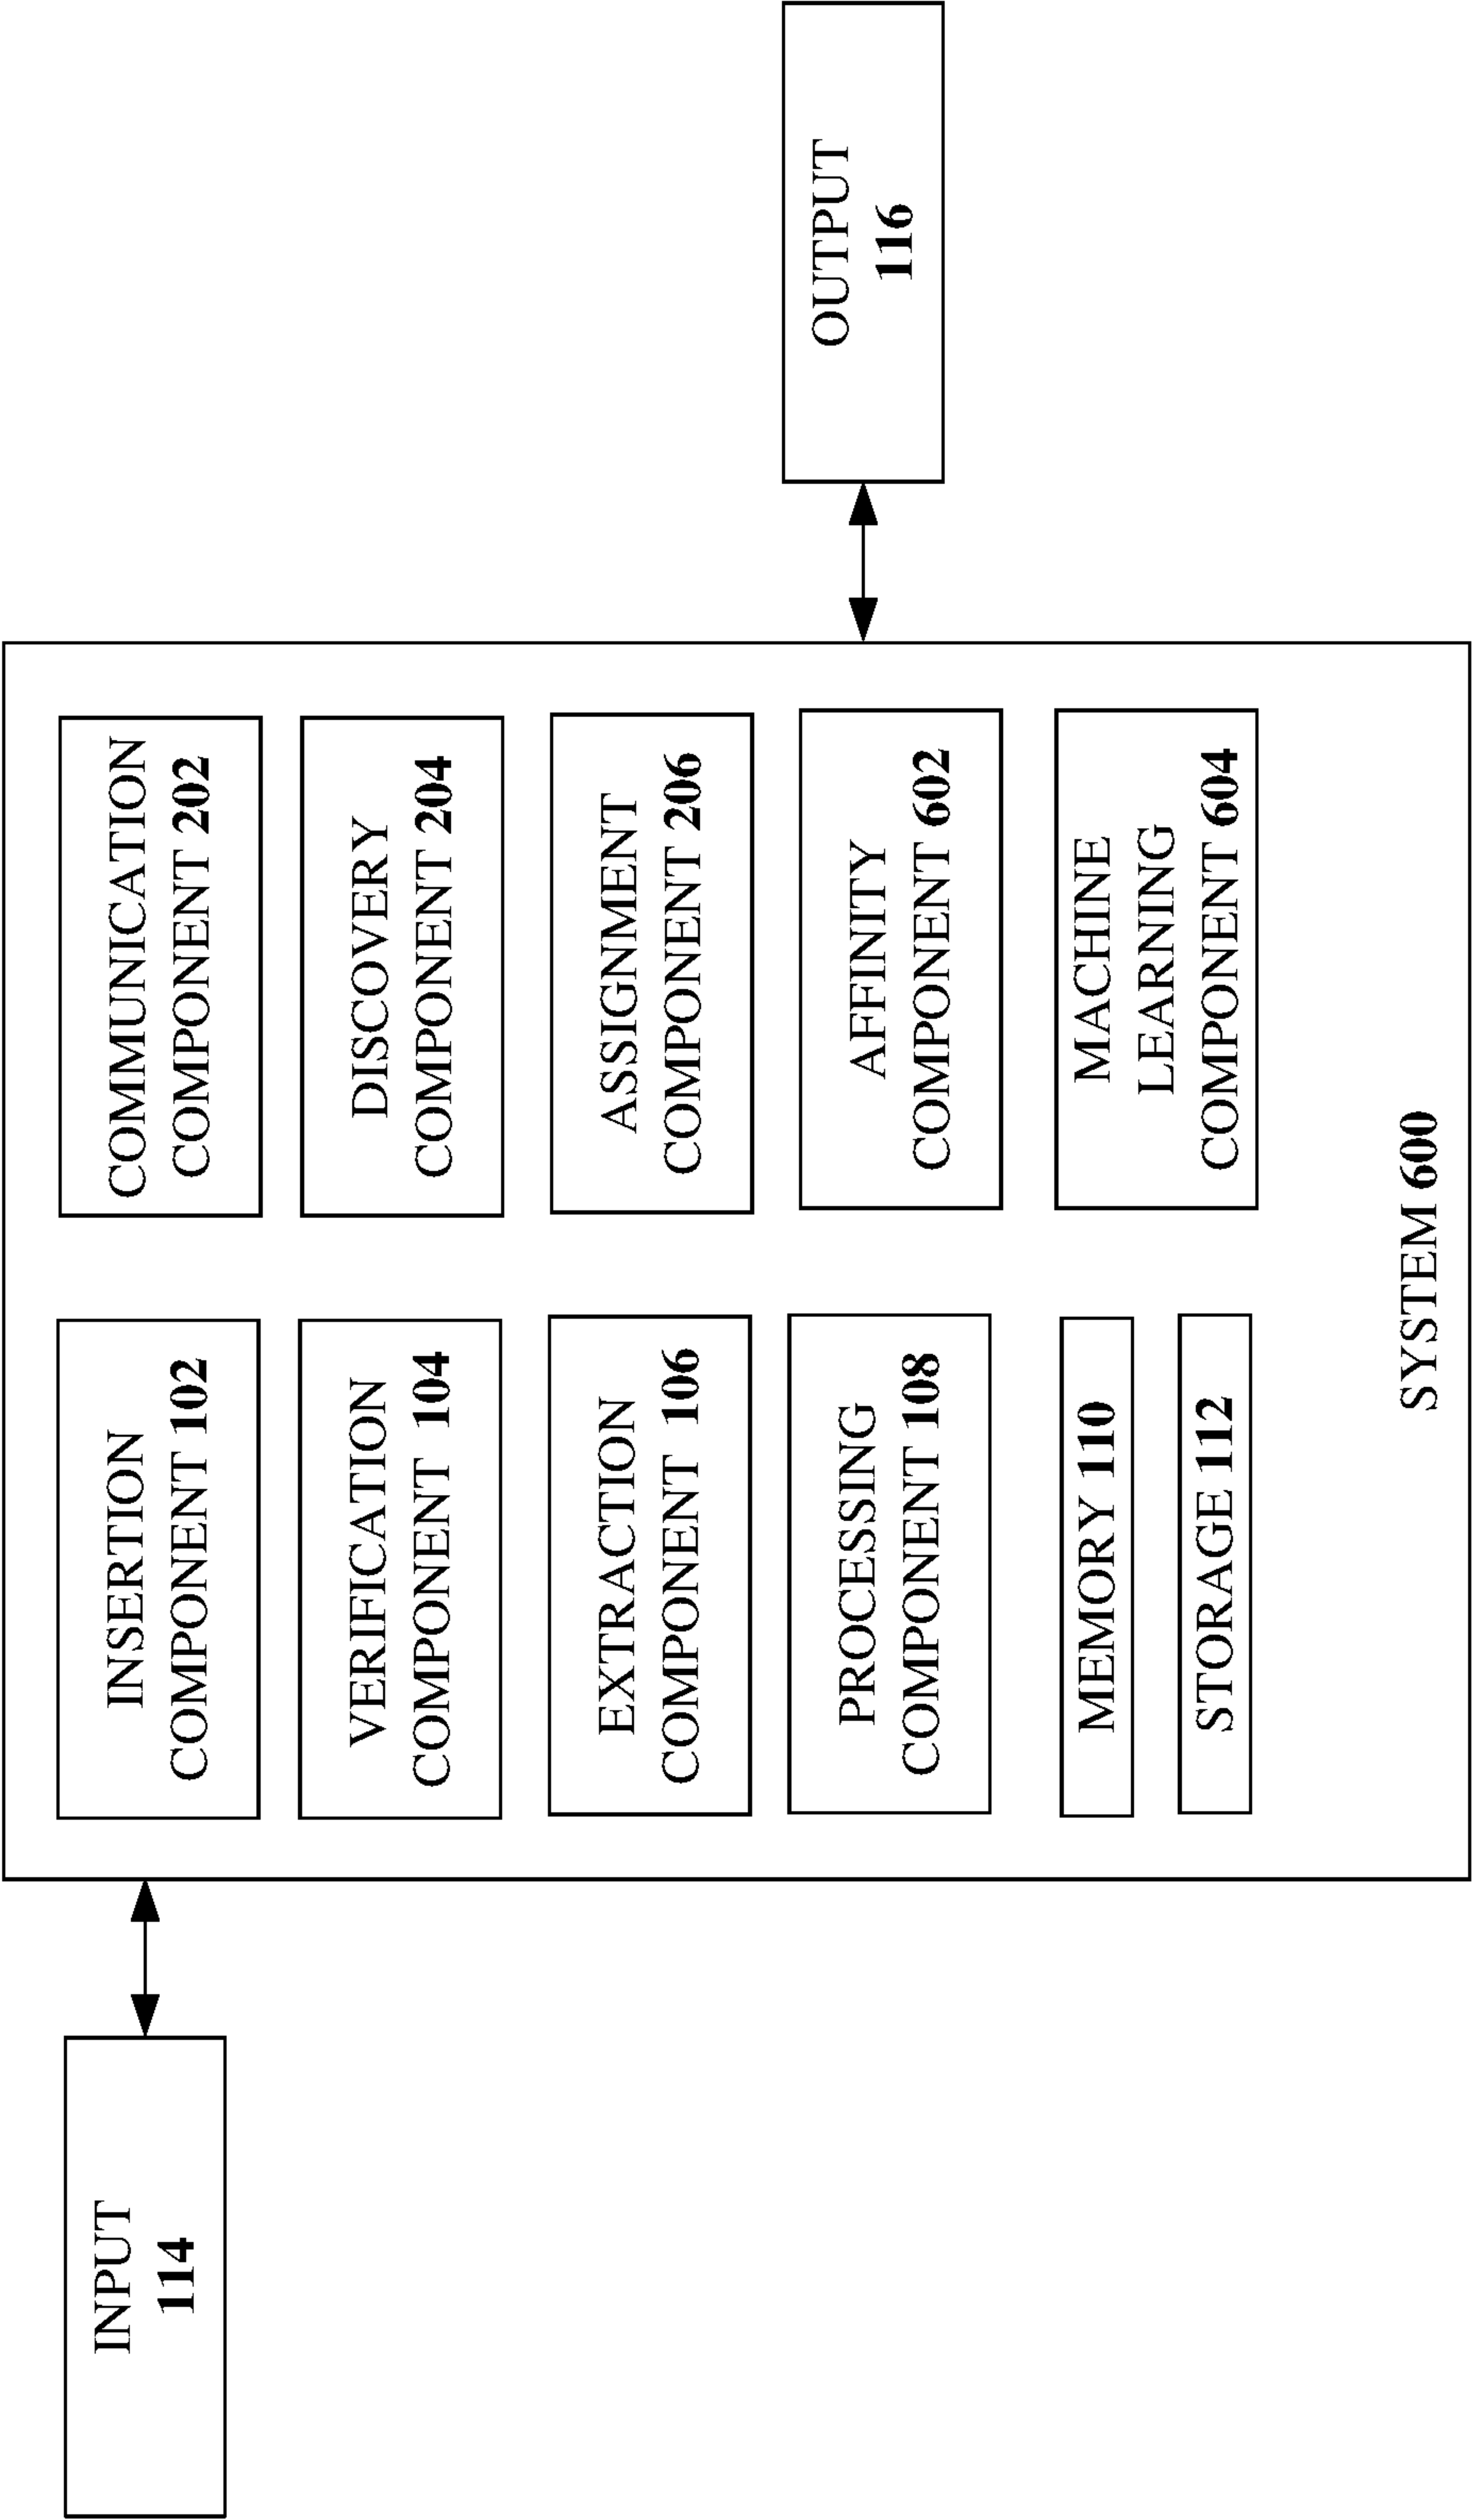 INPUT
114
INSERTION
COMPONENT 102
VERIFICATION
COMPONENT 104
EXTRACTION
COMPONENT 106
PROCESSING
COMPONENT 108
MEMORY 110
STORAGE 112
COMMUNICATION
COMPONENT 202
DISCOVERY
COMPONENT 204
ASSIGNMENT
COMPONENT 206
AFFINITY
COMPONENT 602
MACHINE
LEARNING
COMPONENT 604
SYSTEM 600
OUTPUT
116